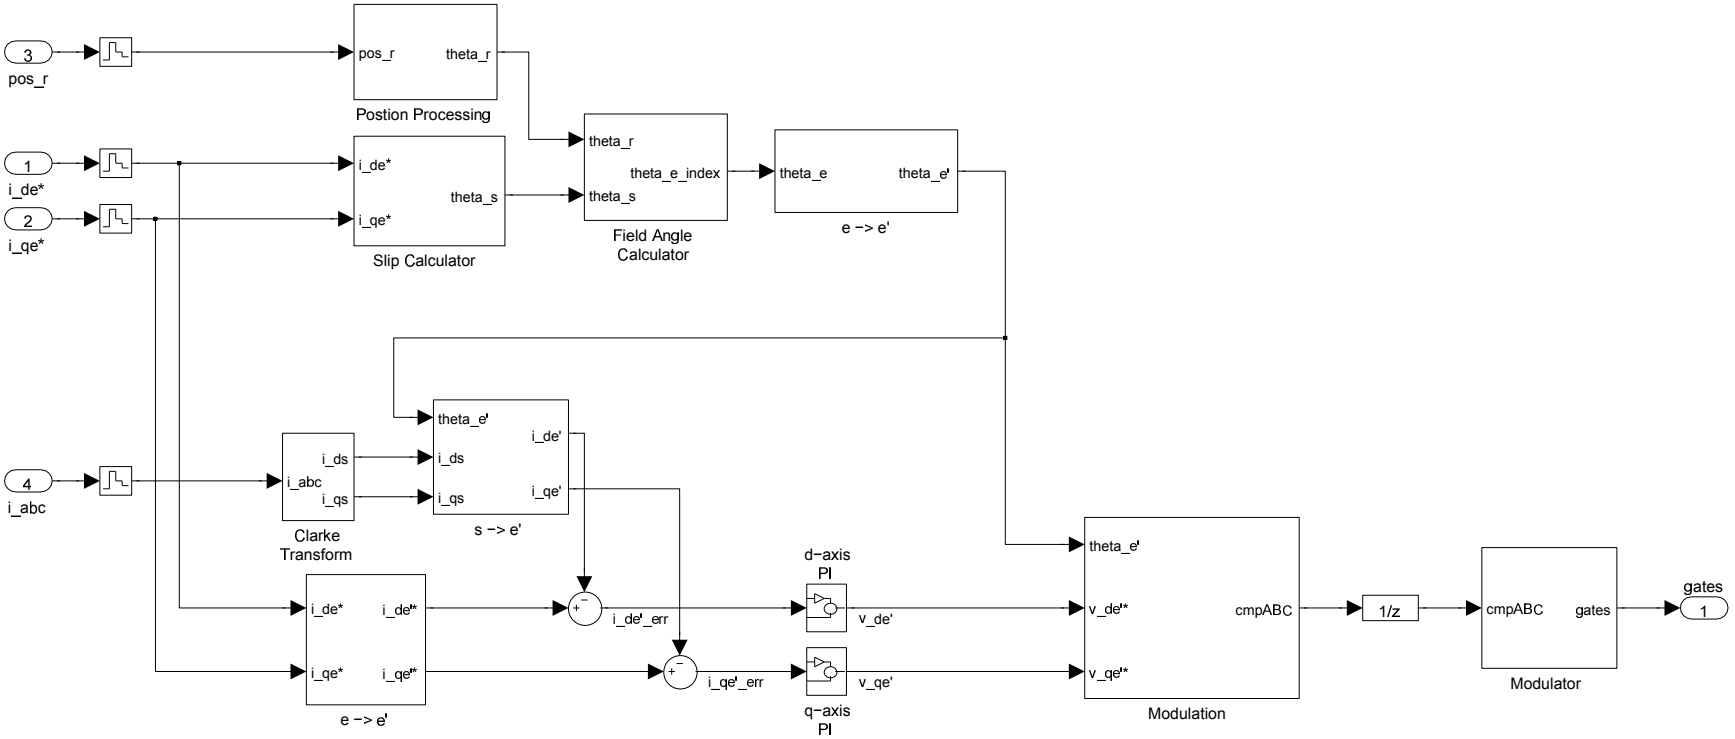 3
pos_r
pos_r
theta_r
Postion Processing
1
i_de*
2
i_qe*
i_de*
i_qe*
theta_s
Slip Calculator
theta_r
theta_s
theta_e_index
Field Angle
Calculator
theta_e
theta_e'
e −> e'
4
i_abc
i_abc
i_ds
i_qs
Clarke
Transform
theta_e'
i_ds
i_qs
i_de'
i_qe'
s −> e'
i_de*
i_qe*
i_de'*
i_qe'*
e −> e'
+
−
i_de'_err
+
−
i_qe'_err
d−axis
PI
v_de'
q−axis
PI
v_qe'
theta_e'
v_de'*
v_qe'*
cmpABC
Modulation
1/z
cmpABC
gates
Modulator
gates
1